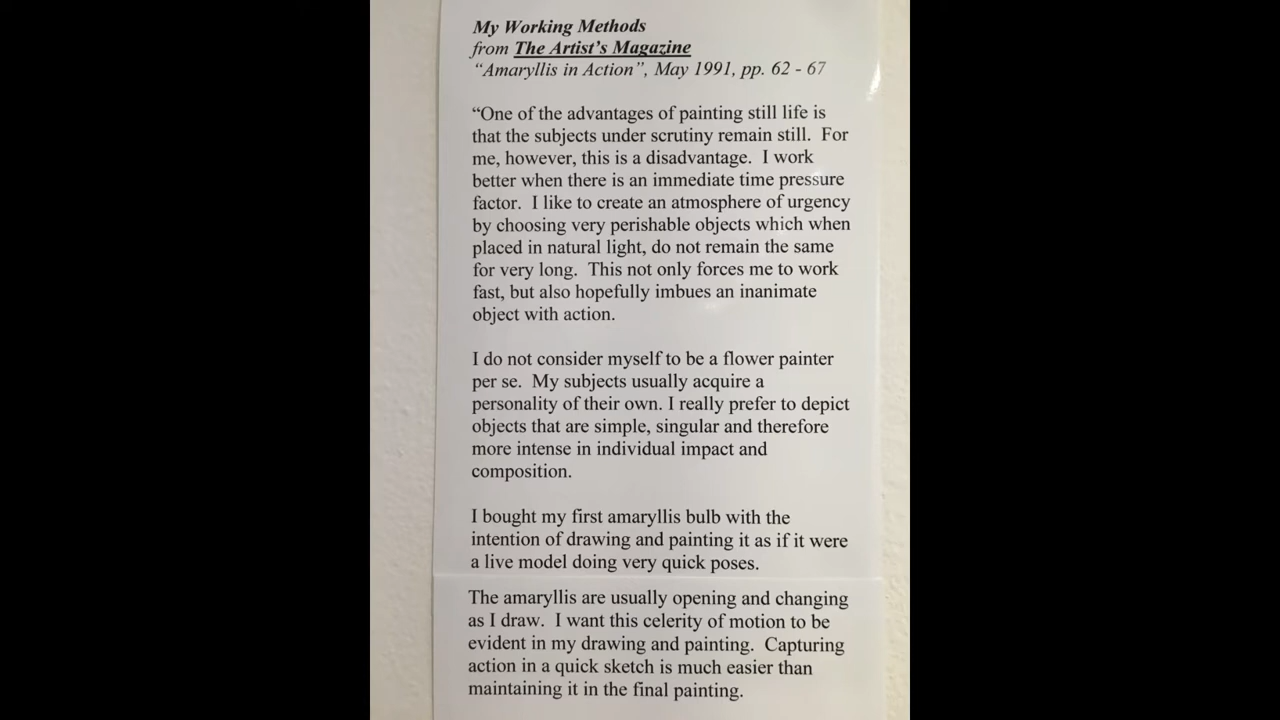 My Working Methods
from The Artist's Magazine
"Amaryllis in Action", May 1991, pp. 62 - 67
"One of the advantages of painting still life is
that the subjects under scrutiny remain still.  For
me, however, this is a disadvantage.  I work
better when there is an immediate time pressure
factor.  I like to create an atmosphere of urgency
by choosing very perishable objects which when
placed in natural light, do not remain the same
for very long.  This not only forces me to work
fast, but also hopefully imbues an inanimate
object with action.
I do not consider myself to be a flower painter
per se.  My subjects usually acquire a
personality of their own. I really prefer to depict
objects that are simple, singular and therefore
more intense in individual impact and
composition.
I bought my first amaryllis bulb with the
intention of drawing and painting it as if it were
a live model doing very quick poses.
The amaryllis are usually opening and changing
as I draw.  I want this celerity of motion to be
evident in my drawing and painting.  Capturing
action in a quick sketch is much easier than
maintaining it in the final painting.